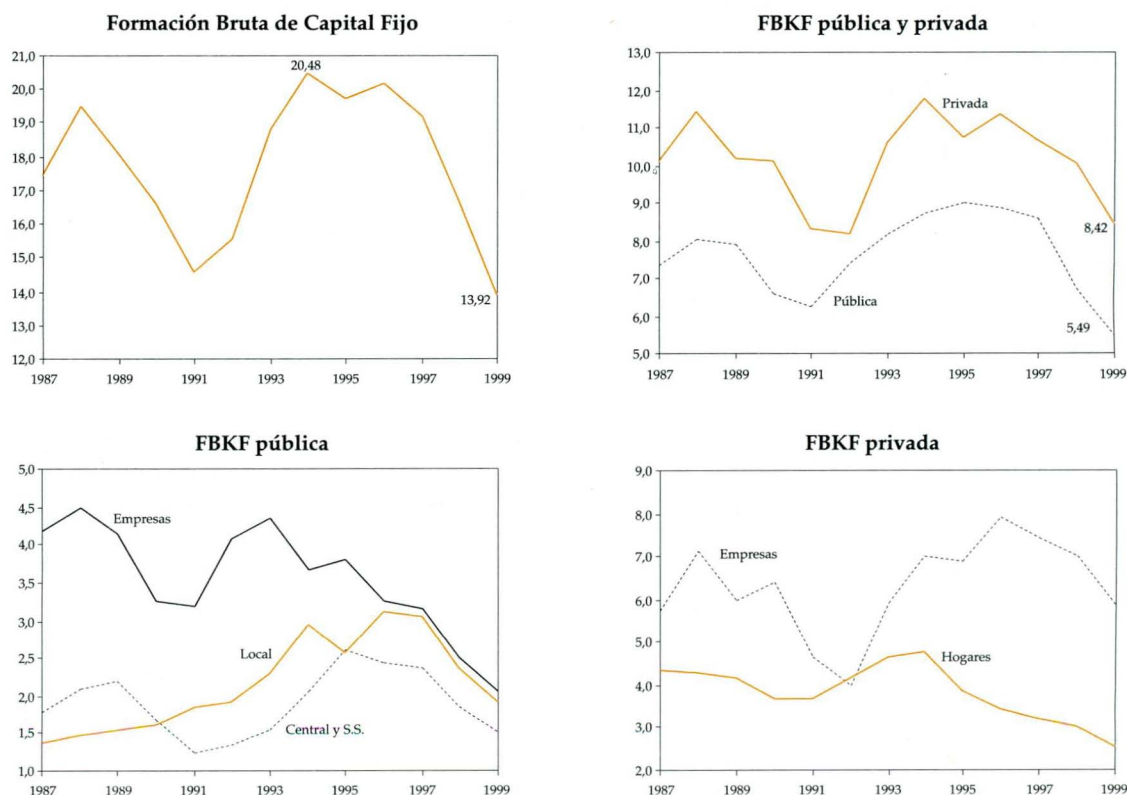 Formación Bruta de Capital Fijo
21,0
20,0
19,0
18,0
17,0
16,0
15,0
14,0
13,0
12,0
20,48
13,92
1987 1989 1991 1993 1995 1997 1999
FBKF pública y privada
13,0
12,0
11,0
10,0
9,0
8,0
7,0
6,0
5,0
Privada
8,42
Pública
5,49
1987 1989 1991 1993 1995 1997 1999
FBKF pública
5,0
4,5
4,0
3,5
3,0
2,5
2,0
1,5
1,0
Empresas
Local
Central y S.S.
1987 1989 1991 1993 1995 1997 1999
FBKF privada
9,0
8,0
7,0
6,0
5,0
4,0
3,0
2,0
Empresas
Hogares
1987 1989 1991 1993 1995 1997 1999